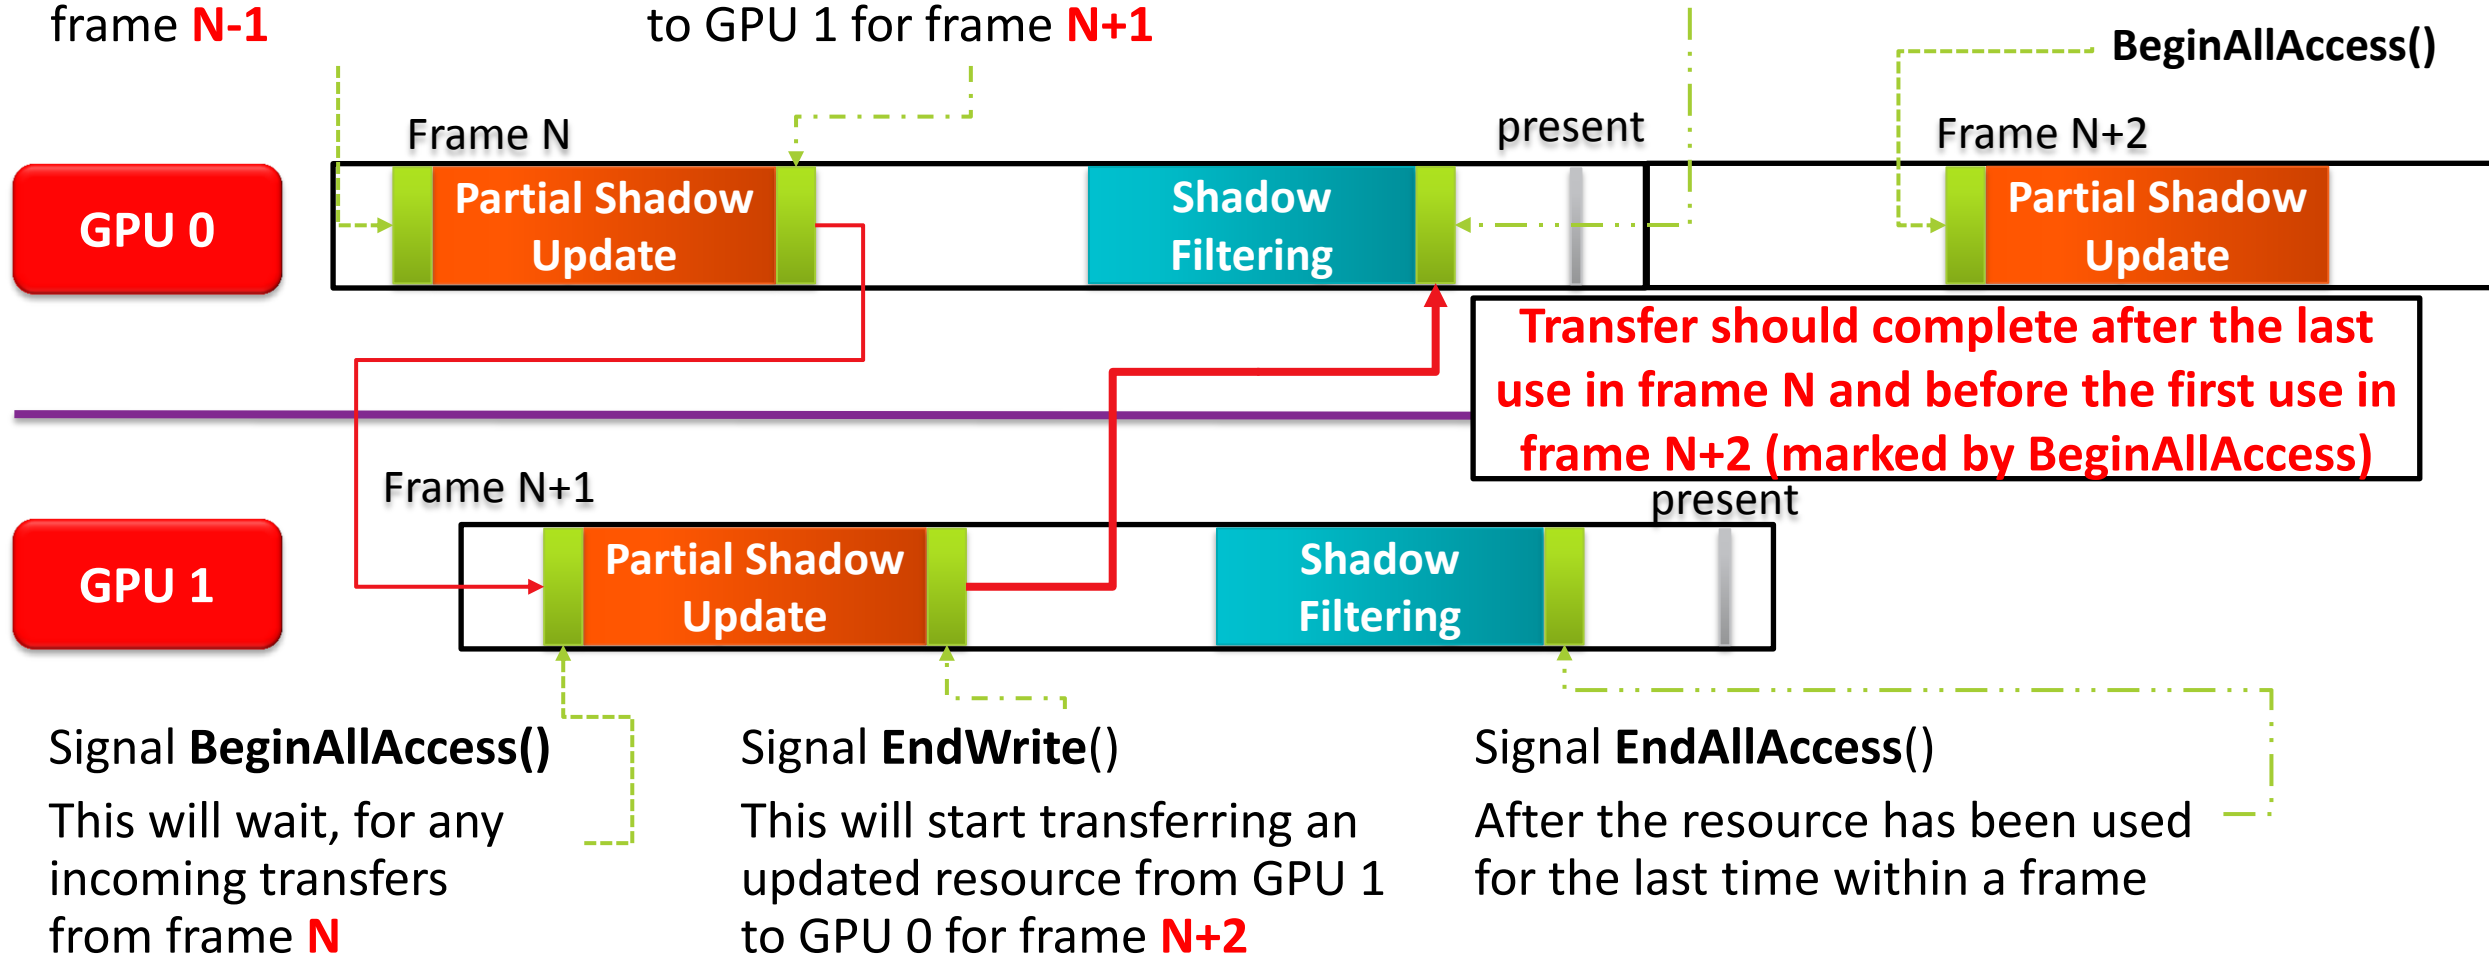 frame N-1
to GPU 1 for frame N+1
BeginAllAccess()
Frame N
present
Frame N+2
GPU 0
Partial Shadow
Update
Shadow
Filtering
Partial Shadow
Update
Transfer should complete after the last
use in frame N and before the first use in
frame N+2 (marked by BeginAllAccess)
Frame N+1
present
GPU 1
Partial Shadow
Update
Shadow
Filtering
Signal BeginAllAccess()
This will wait, for any
incoming transfers
from frame N
Signal EndWrite()
This will start transferring an
updated resource from GPU 1
to GPU 0 for frame N+2
Signal EndAllAccess()
After the resource has been used
for the last time within a frame